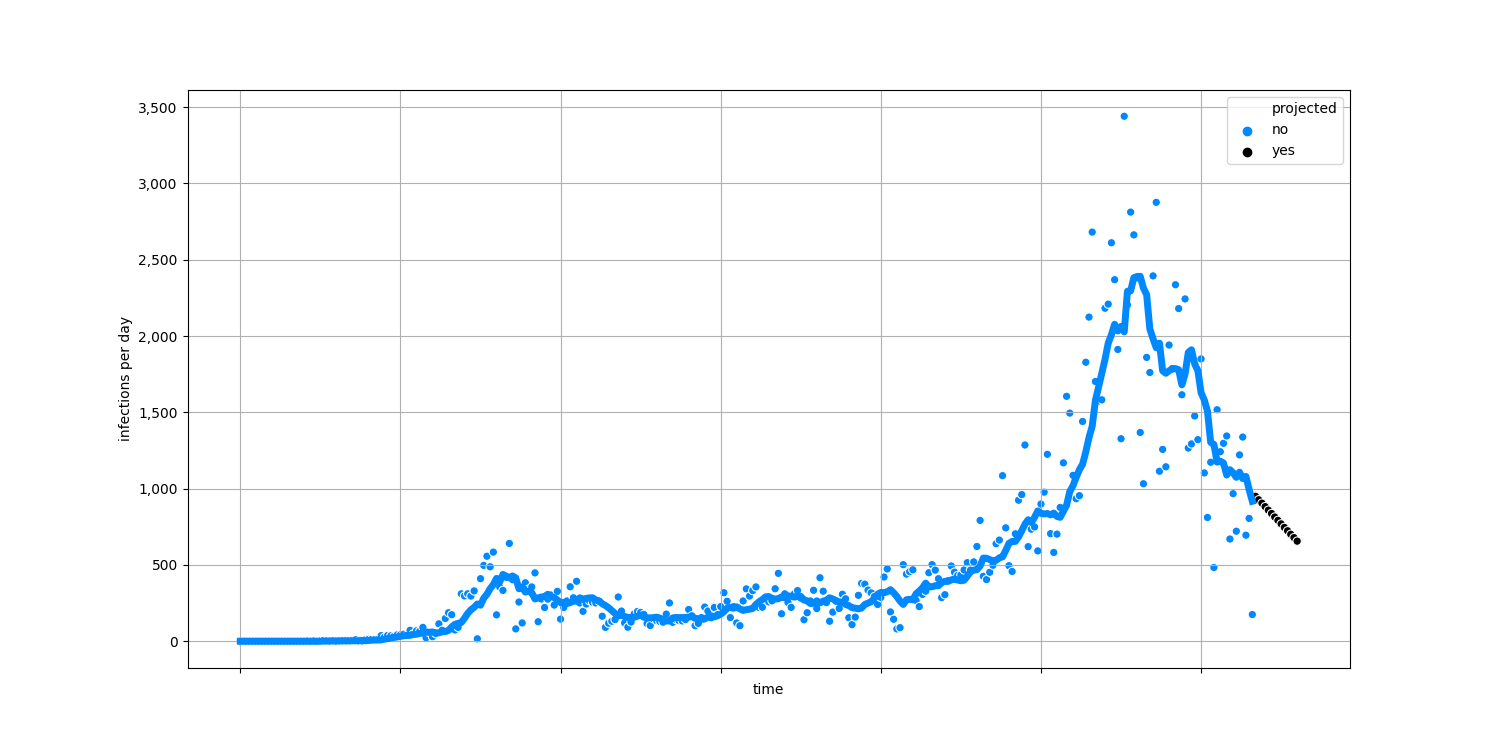 3,500
3,000
2,500
2,000
1,500
1,000
500
0
infections per day
time
projected
no
yes